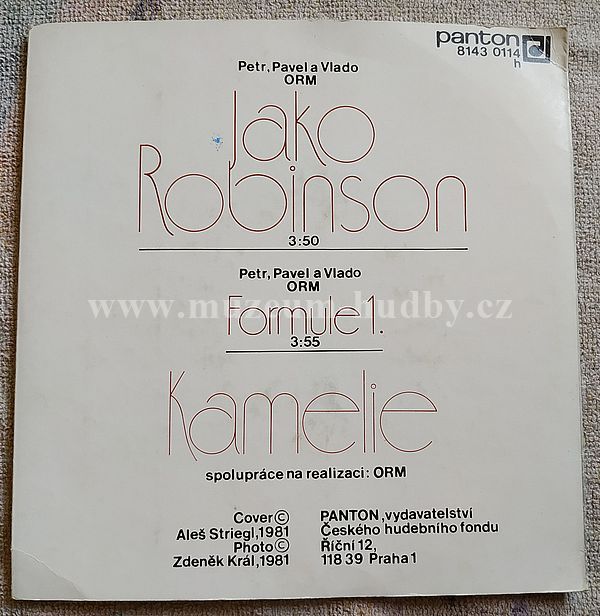 panton
8143 0114
h
Petr, Pavel a Vlado
ORM
Jako
Robinson
3:50
Petr, Pavel a Vlado
ORM
www.muzeum-hudby.cz
Formule 1.
3:55
Kamelie
spolupráce na realizaci: ORM
Cover©
Aleš Striegl,1981
Photo©
Zdeněk Král,1981
PANTON,vydavatelství
Českého hudebního fondu
Říční 12,
118 39 Praha 1